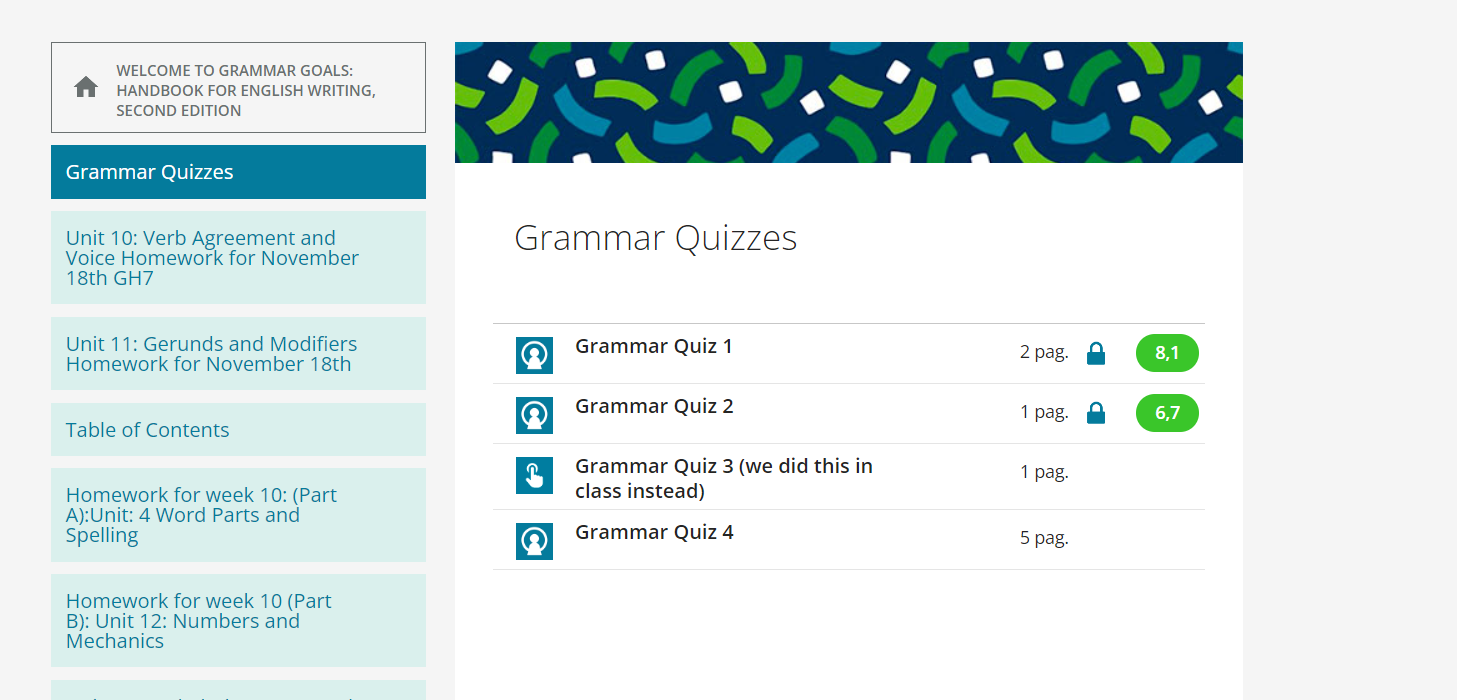 WELCOME TO GRAMMAR GOALS:
HANDBOOK FOR ENGLISH WRITING,
SECOND EDITION
Grammar Quizzes
Unit 10: Verb Agreement and
Voice Homework for November
18th GH7
Unit 11: Gerunds and Modifiers
Homework for November 18th
Table of Contents
Homework for week 10: (Part
A):Unit: 4 Word Parts and
Spelling
Homework for week 10 (Part
B): Unit 12: Numbers and
Mechanics
Grammar Quizzes
Grammar Quiz 1
2 pag.
8,1
Grammar Quiz 2
1 pag.
6,7
Grammar Quiz 3 (we did this in
class instead)
1 pag.
Grammar Quiz 4
5 pag.